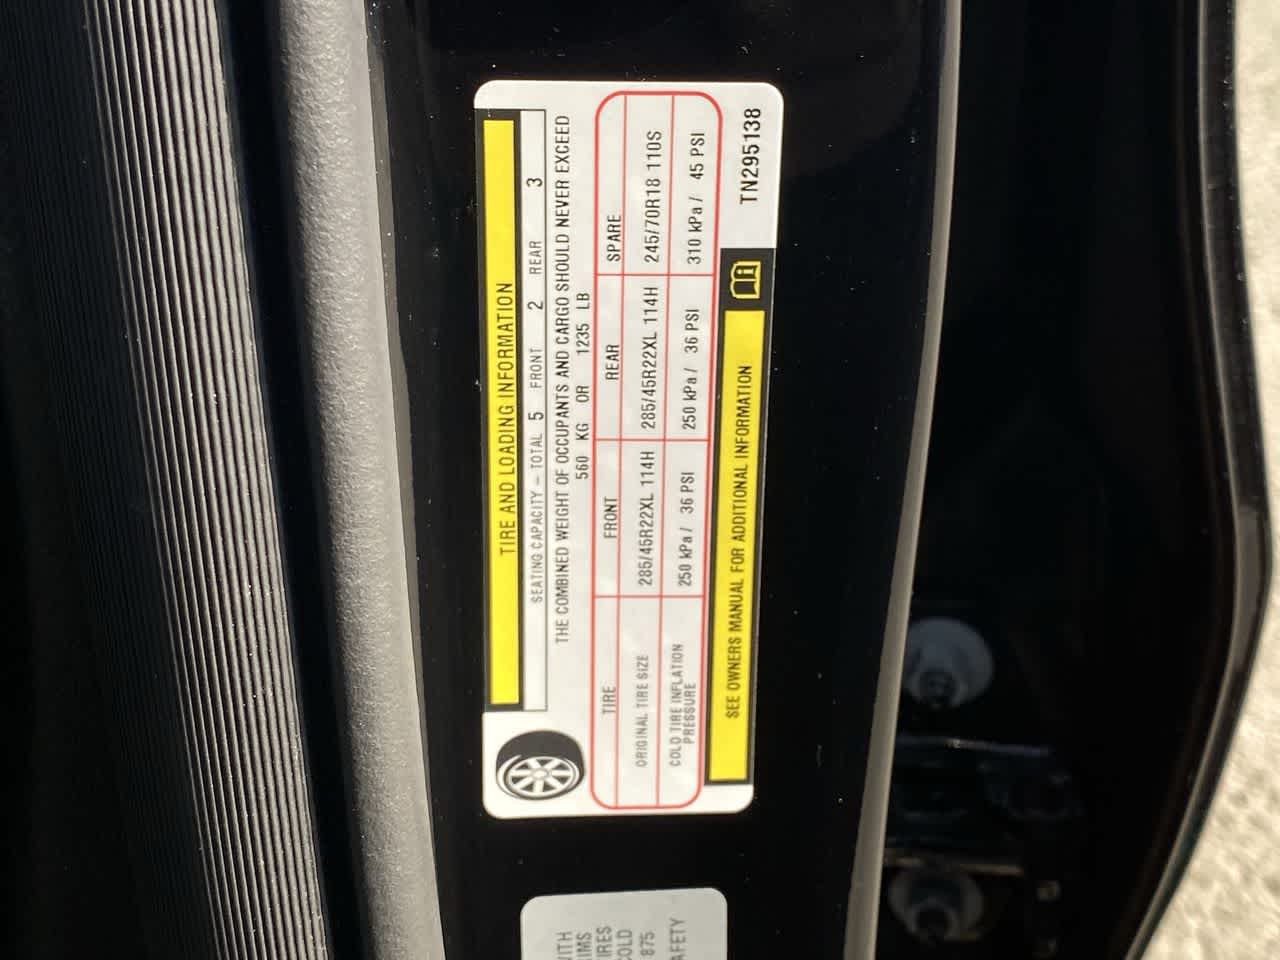 TIRE AND LOADING INFORMATION
SEATING CAPACITY – TOTAL 5 FRONT 2 REAR 3
THE COMBINED WEIGHT OF OCCUPANTS AND CARGO SHOULD NEVER EXCEED
560 KG OR 1235 LB
TIRE FRONT REAR SPARE
ORIGINAL TIRE SIZE 285/45R22XL 114H 285/45R22XL 114H 245/70R18 110S
COLD TIRE INFLATION PRESSURE 250 kPa / 36 PSI 250 kPa / 36 PSI 310 kPa / 45 PSI
SEE OWNERS MANUAL FOR ADDITIONAL INFORMATION
TN295138
875